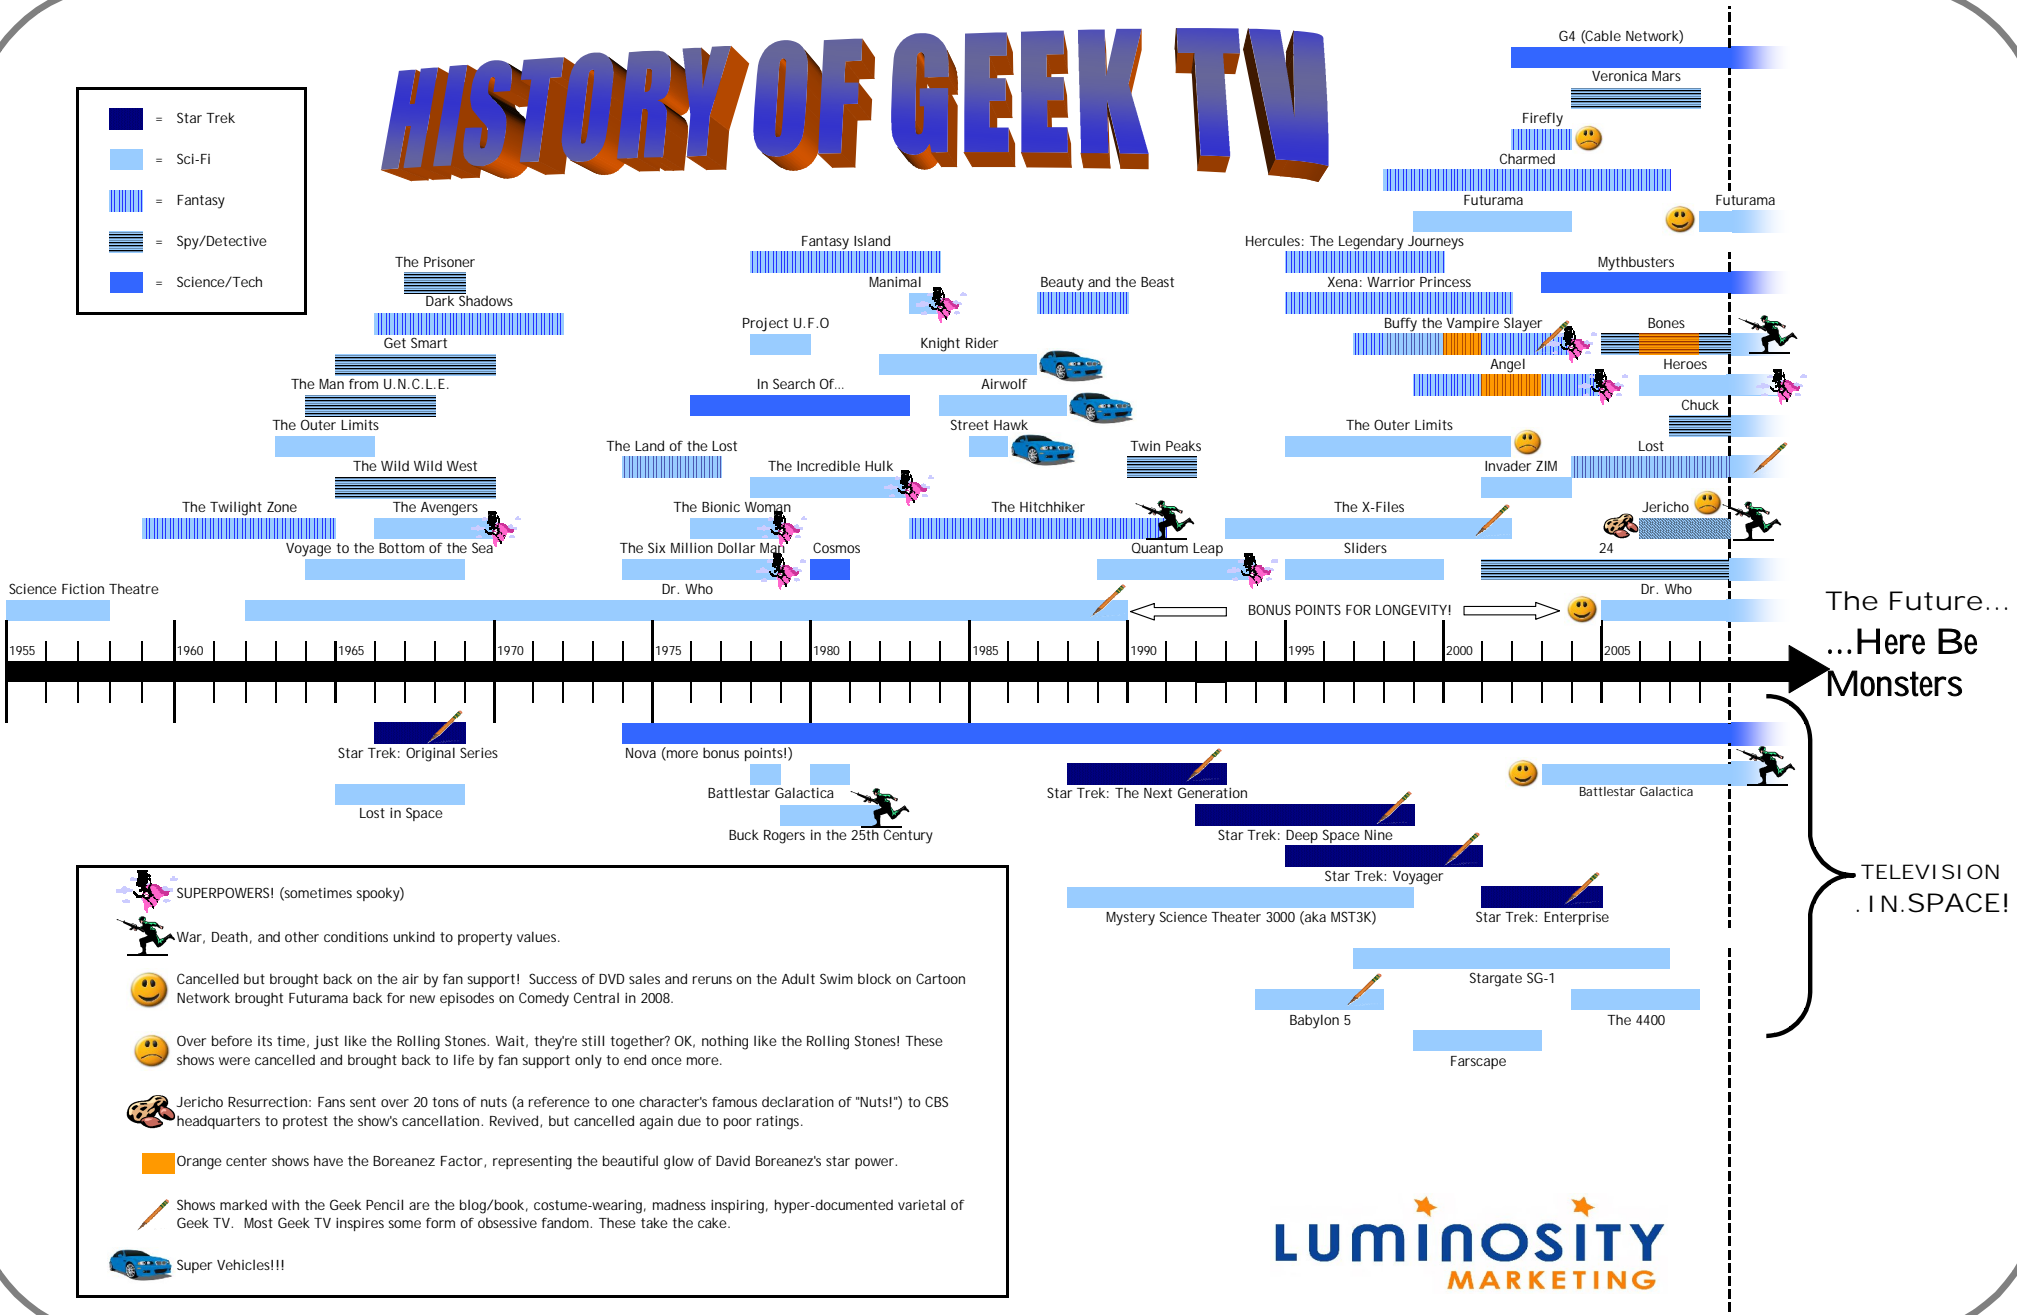 HISTORY OF GEEK TV
= Star Trek
= Sci-Fi
= Fantasy
= Spy/Detective
= Science/Tech
G4 (Cable Network)
Veronica Mars
Firefly
Charmed
Futurama
Futurama
Fantasy Island
Hercules: The Legendary Journeys
The Prisoner
Mythbusters
Manimal
Beauty and the Beast
Xena: Warrior Princess
Dark Shadows
Project U.F.O
Buffy the Vampire Slayer
Bones
Get Smart
Knight Rider
Angel
Heroes
The Man from U.N.C.L.E.
In Search Of...
Airwolf
Chuck
The Outer Limits
Street Hawk
The Outer Limits
The Land of the Lost
Twin Peaks
Lost
The Wild Wild West
The Incredible Hulk
Invader ZIM
The Twilight Zone
The Avengers
The Bionic Woman
The Hitchhiker
The X-Files
Jericho
Voyage to the Bottom of the Sea
The Six Million Dollar Man
Cosmos
Quantum Leap
Sliders
24
Science Fiction Theatre
Dr. Who
Dr. Who
BONUS POINTS FOR LONGEVITY!
The Future...
...Here Be
Monsters
1955
1960
1965
1970
1975
1980
1985
1990
1995
2000
2005
Star Trek: Original Series
Nova (more bonus points!)
Battlestar Galactica
Star Trek: The Next Generation
Battlestar Galactica
Lost in Space
Buck Rogers in the 25th Century
Star Trek: Deep Space Nine
Star Trek: Voyager
Mystery Science Theater 3000 (aka MST3K)
Star Trek: Enterprise
TELEVISION
.IN.SPACE!
Stargate SG-1
Babylon 5
The 4400
Farscape
SUPERPOWERS! (sometimes spooky)
War, Death, and other conditions unkind to property values.
Cancelled but brought back on the air by fan support! Success of DVD sales and reruns on the Adult Swim block on Cartoon
Network brought Futurama back for new episodes on Comedy Central in 2008.
Over before its time, just like the Rolling Stones. Wait, they're still together? OK, nothing like the Rolling Stones! These
shows were cancelled and brought back to life by fan support only to end once more.
Jericho Resurrection: Fans sent over 20 tons of nuts (a reference to one character's famous declaration of "Nuts!") to CBS
headquarters to protest the show's cancellation. Revived, but cancelled again due to poor ratings.
Orange center shows have the Boreanez Factor, representing the beautiful glow of David Boreanez's star power.
Shows marked with the Geek Pencil are the blog/book, costume-wearing, madness inspiring, hyper-documented varietal of
Geek TV. Most Geek TV inspires some form of obsessive fandom. These take the cake.
Super Vehicles!!!
LUMINOSITY
MARKETING